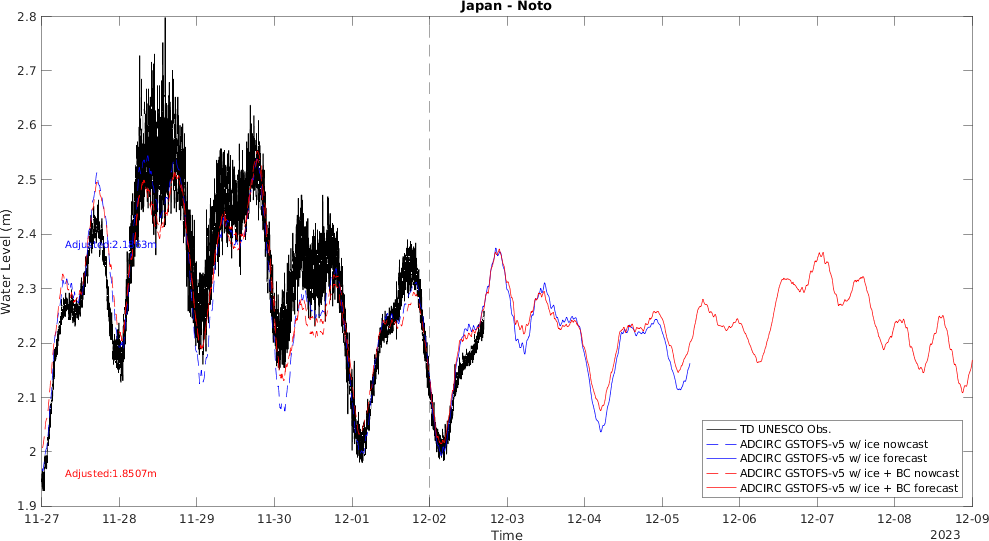 Japan - Noto
2.8
2.7
2.6
2.5
2.4
2.3
2.2
2.1
2
1.9
Water Level (m)
Adjusted:2.1463m
Adjusted:1.8507m
TD UNESCO Obs.
ADCIRC GSTOFS-v5 w/ ice nowcast
ADCIRC GSTOFS-v5 w/ ice forecast
ADCIRC GSTOFS-v5 w/ ice + BC nowcast
ADCIRC GSTOFS-v5 w/ ice + BC forecast
11-27 11-28 11-29 11-30 12-01 12-02 12-03 12-04 12-05 12-06 12-07 12-08 12-09
Time
2023